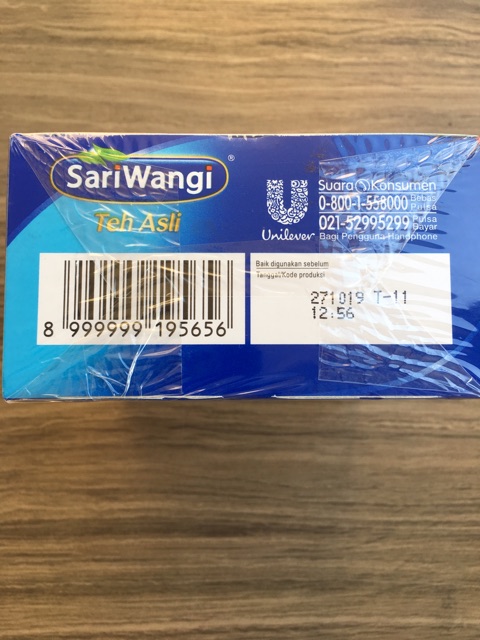 SariWangi®
Teh Asli
Unilever
Suara Konsumen
0-800-1-558000 Bebas Pulsa
021-52995299 Pulsa Bayar
Bagi Pengguna Handphone
Baik digunakan sebelum
Tanggal/Kode produksi
271019 T-11
12:56
8 999999 195656